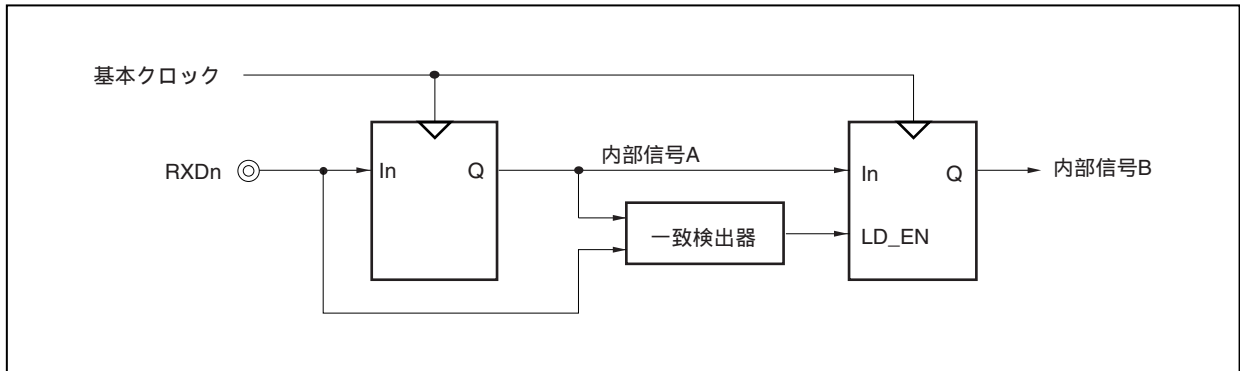 基本クロック
RXDn
In
Q
内部信号A
In
Q
内部信号B
一致検出器
LD_EN